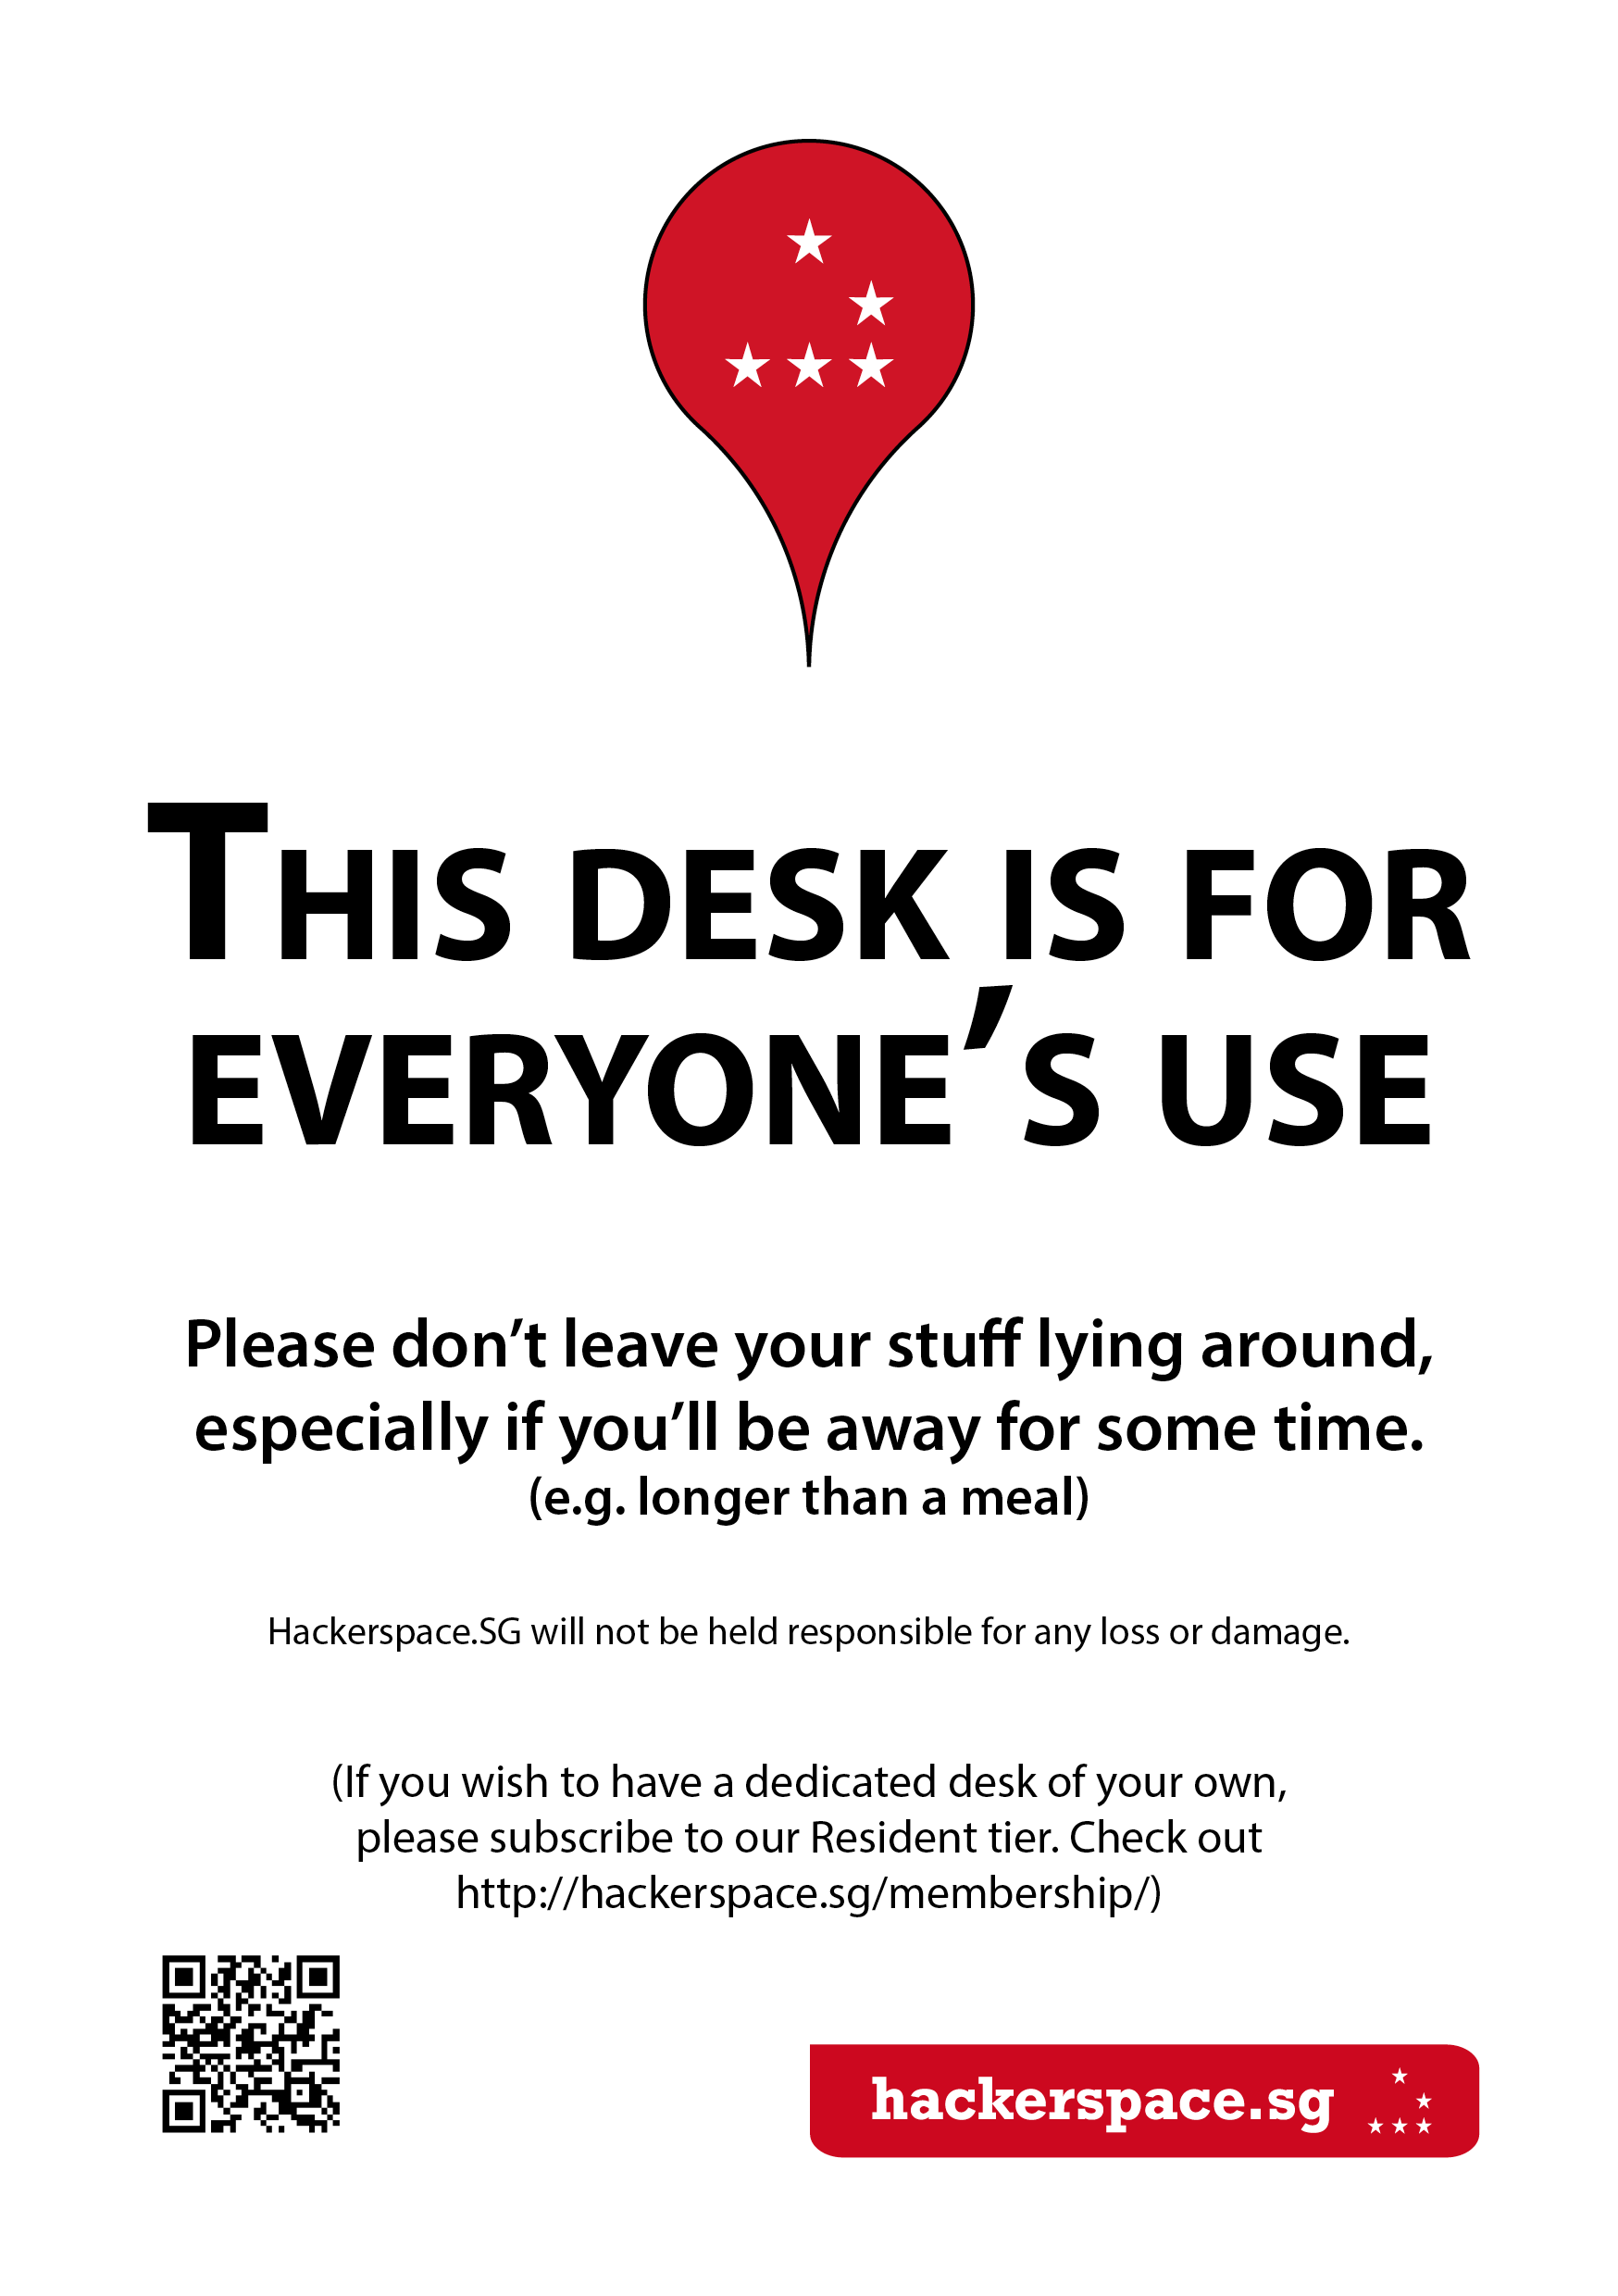 This desk is for
everyone’s use
Please don’t leave your stuff lying around,
especially if you’ll be away for some time.
(e.g. longer than a meal)
Hackerspace.SG will not be held responsible for any loss or damage.
(If you wish to have a dedicated desk of your own,
please subscribe to our Resident tier. Check out
http://hackerspace.sg/membership/)
hackerspace.sg